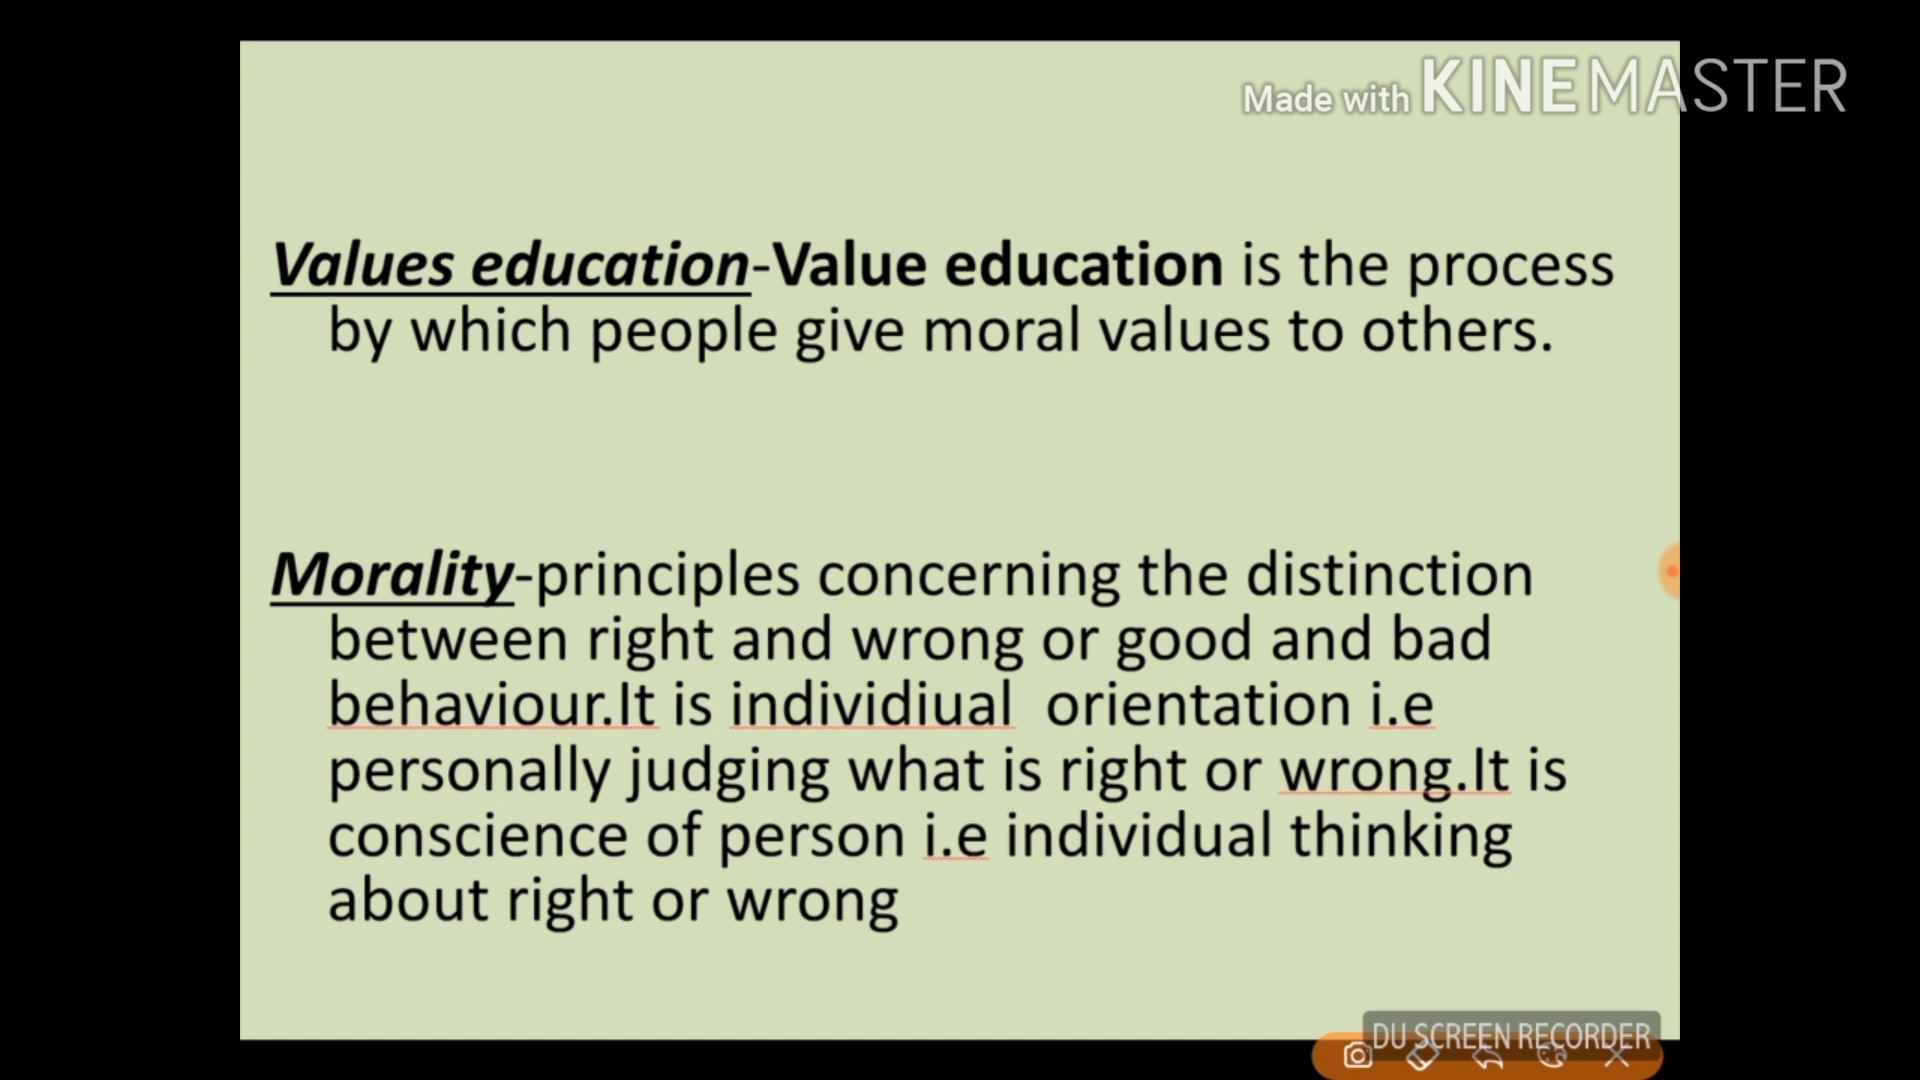 Made with KINEMASTER
Values education-Value education is the process
by which people give moral values to others.
Morality-principles concerning the distinction
between right and wrong or good and bad
behaviour.It is individiual  orientation i.e
personally judging what is right or wrong.It is
conscience of person i.e individual thinking
about right or wrong
DU SCREEN RECORDER